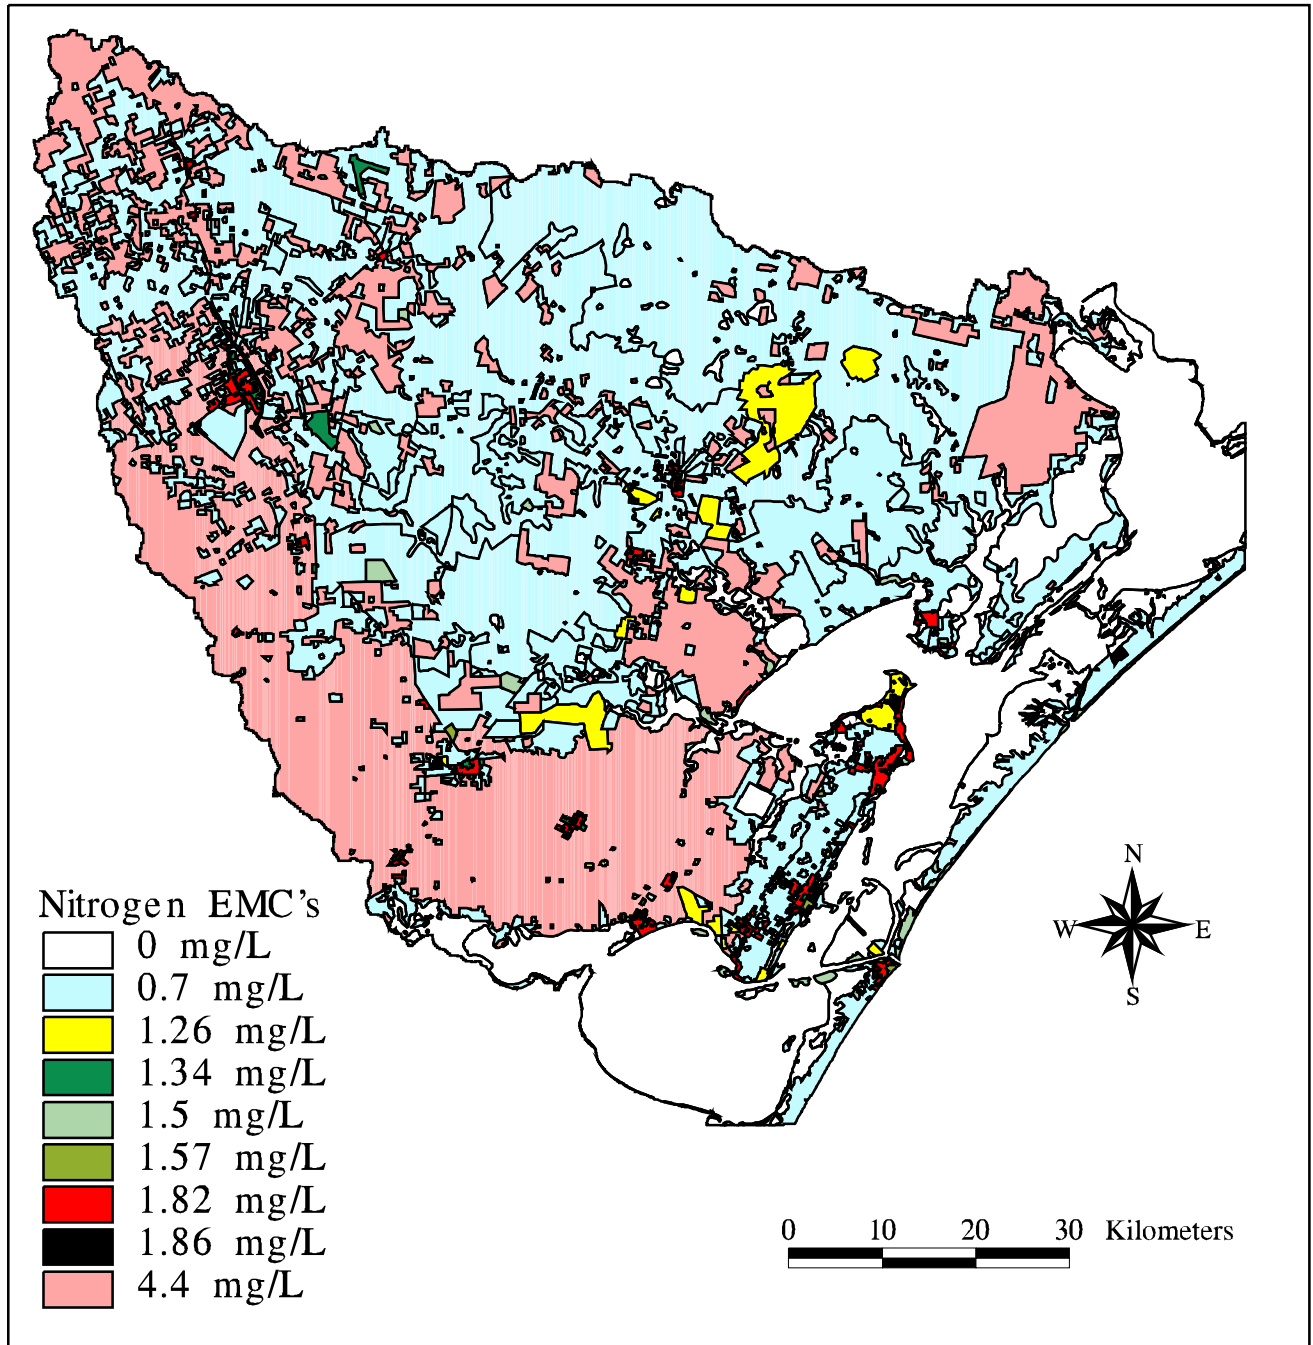 Nitrogen EMC's
0 mg/L
0.7 mg/L
1.26 mg/L
1.34 mg/L
1.5 mg/L
1.57 mg/L
1.82 mg/L
1.86 mg/L
4.4 mg/L
N
W E
S
0 10 20 30 Kilometers